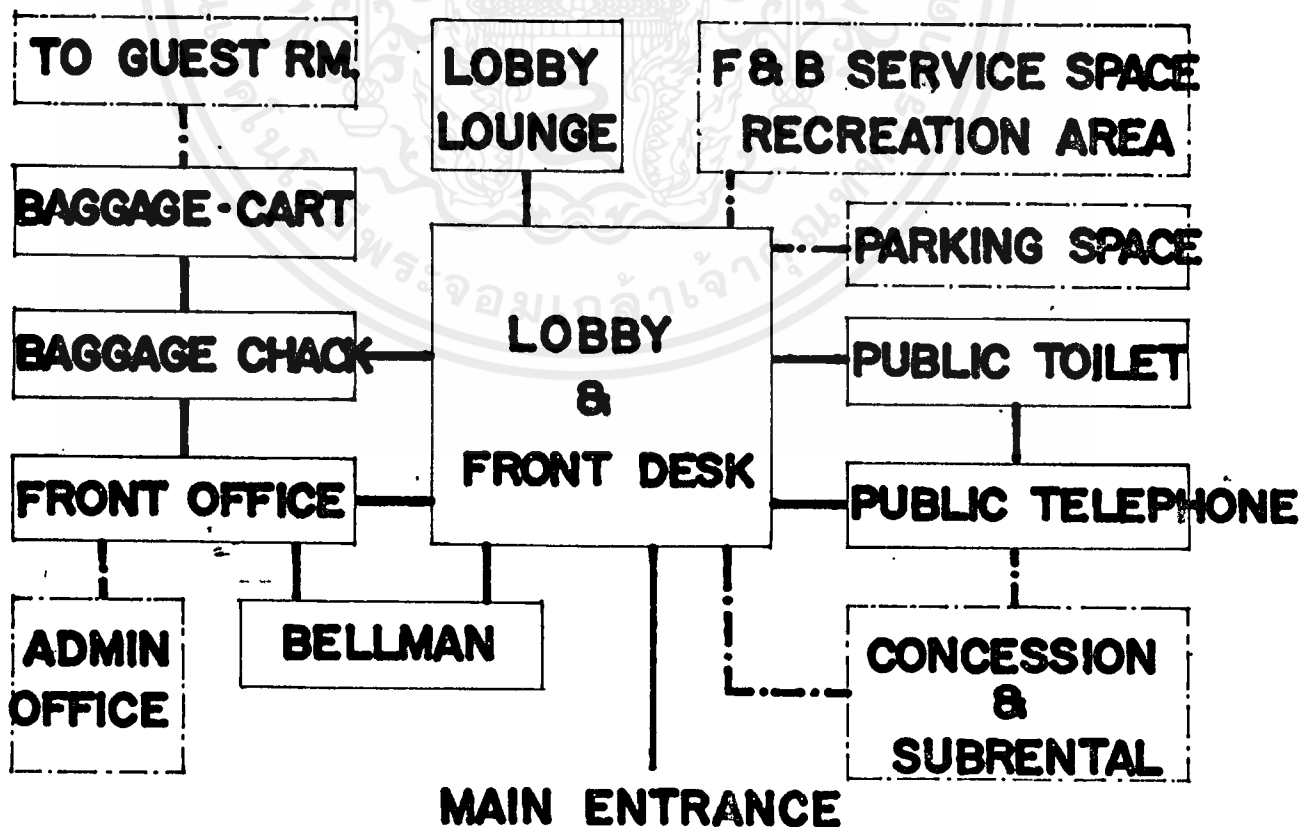 TO GUEST RM.
LOBBY
LOUNGE
F & B SERVICE SPACE
RECREATION AREA
BAGGAGE-CART
PARKING SPACE
BAGGAGE CHACK
LOBBY
&
FRONT DESK
PUBLIC TOILET
FRONT OFFICE
PUBLIC TELEPHONE
ADMIN
OFFICE
BELLMAN
CONCESSION
&
SUBRENTAL
MAIN ENTRANCE